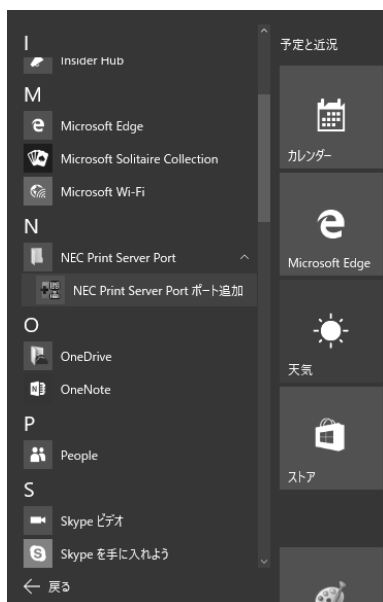 I
Insider Hub
M
Microsoft Edge
Microsoft Solitaire Collection
Microsoft Wi-Fi
N
NEC Print Server Port
NEC Print Server Port ポート追加
O
OneDrive
OneNote
P
People
S
Skype ビデオ
Skype を手に入れよう
戻る
予定と近況
カレンダー
Microsoft Edge
天気
ストア